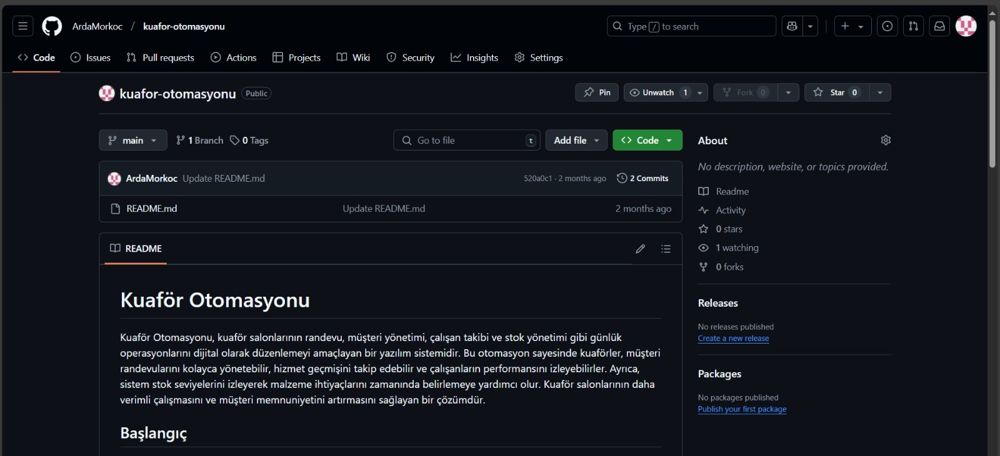 ArdaMorkoc / kuafor-otomasyonu
Type / to search
Code Issues Pull requests Actions Projects Wiki Security Insights Settings
kuafor-otomasyonu Public
Pin Unwatch 1 Fork 0 Star 0
main 1 Branch 0 Tags
Go to file t Add file Code
ArdaMorkoc Update README.md 520a0c1 · 2 months ago 2 Commits
README.md Update README.md 2 months ago
README
Kuaför Otomasyonu
Kuaför Otomasyonu, kuaför salonlarının randevu, müşteri yönetimi, çalışan takibi ve stok yönetimi gibi günlük
operasyonlarını dijital olarak düzenlemeyi amaçlayan bir yazılım sistemidir. Bu otomasyon sayesinde kuaförler, müşteri
randevularını kolayca yönetebilir, hizmet geçmişini takip edebilir ve çalışanların performansını izleyebilirler. Ayrıca,
sistem stok seviyelerini izleyerek malzeme ihtiyaçlarını zamanında belirlemeye yardımcı olur. Kuaför salonlarının daha
verimli çalışmasını ve müşteri memnuniyetini artırmasını sağlayan bir çözümdür.
Başlangıç
About
No description, website, or topics provided.
Readme
Activity
0 stars
1 watching
0 forks
Releases
No releases published
Create a new release
Packages
No packages published
Publish your first package